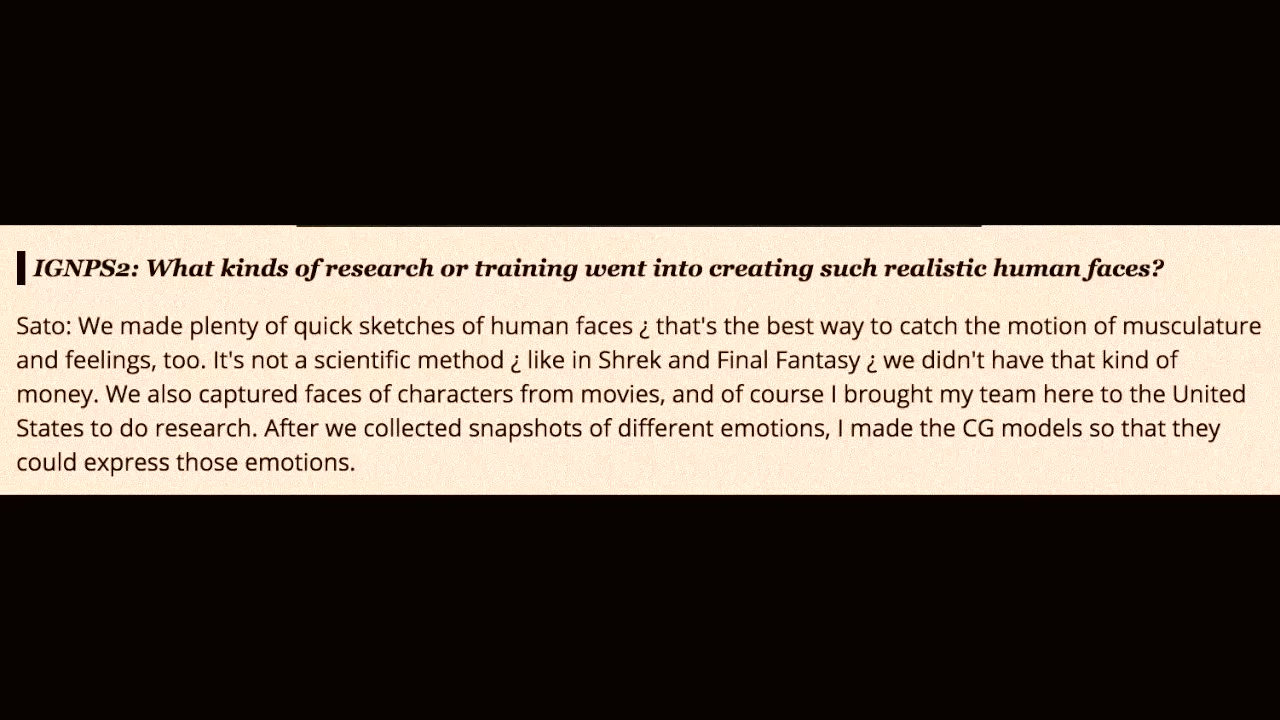 IGNPS2: What kinds of research or training went into creating such realistic human faces?
Sato: We made plenty of quick sketches of human faces ¿ that's the best way to catch the motion of musculature
and feelings, too. It's not a scientific method ¿ like in Shrek and Final Fantasy ¿ we didn't have that kind of
money. We also captured faces of characters from movies, and of course I brought my team here to the United
States to do research. After we collected snapshots of different emotions, I made the CG models so that they
could express those emotions.